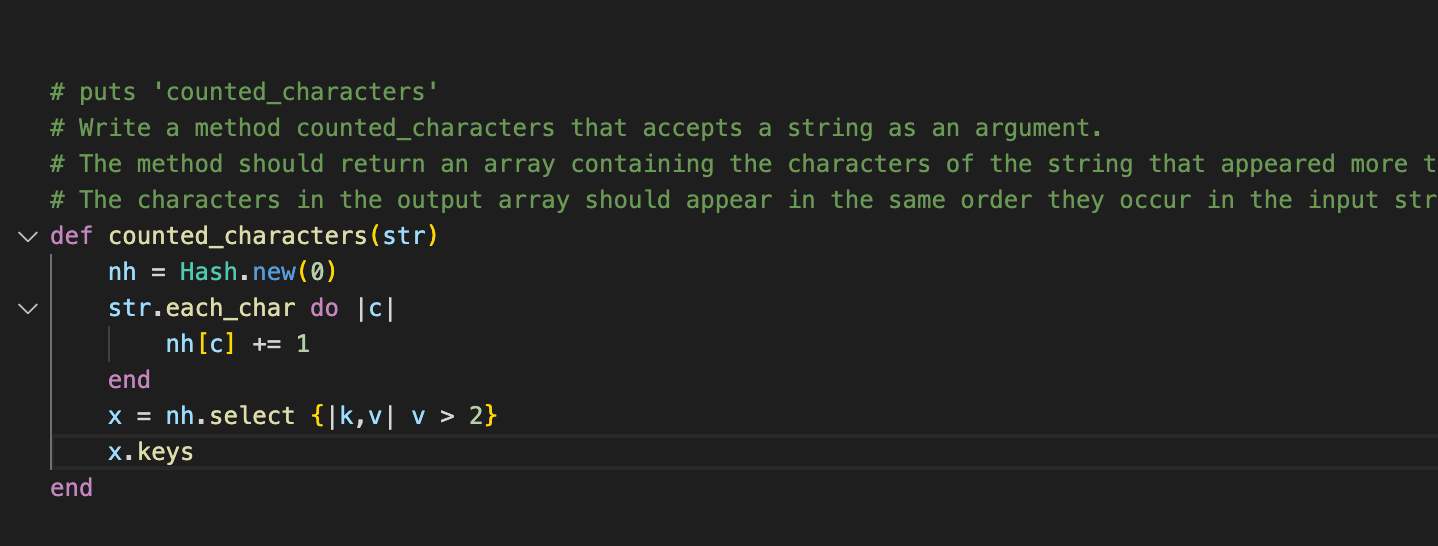 # puts 'counted_characters'
# Write a method counted_characters that accepts a string as an argument.
# The method should return an array containing the characters of the string that appeared more
# The characters in the output array should appear in the same order they occur in the input
def counted_characters(str)
    nh = Hash.new(0)
    str.each_char do |c|
        nh[c] += 1
    end
    x = nh.select {|k,v| v > 2}
    x.keys
end